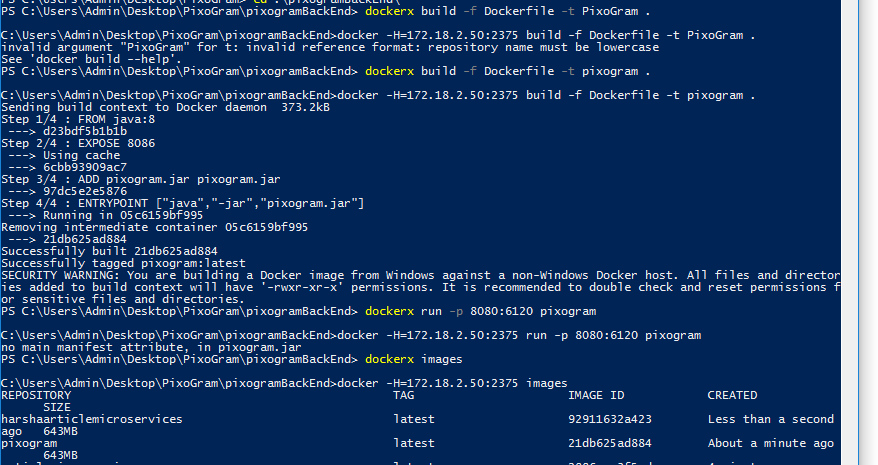 PS C:\Users\Admin\Desktop\PixoGram\pixogramBackEnd> dockerx build -f Dockerfile -t PixoGram .
C:\Users\Admin\Desktop\PixoGram\pixogramBackEnd>docker -H=172.18.2.50:2375 build -f Dockerfile -t PixoGram .
invalid argument "PixoGram" for t: invalid reference format: repository name must be lowercase
See 'docker build --help'.
PS C:\Users\Admin\Desktop\PixoGram\pixogramBackEnd> dockerx build -f Dockerfile -t pixogram .
C:\Users\Admin\Desktop\PixoGram\pixogramBackEnd>docker -H=172.18.2.50:2375 build -f Dockerfile -t pixogram .
Sending build context to Docker daemon  373.2kB
Step 1/4 : FROM java:8
 ---> d23bdf5b1b1b
Step 2/4 : EXPOSE 8086
 ---> Using cache
 ---> 6cbb93909ac7
Step 3/4 : ADD pixogram.jar pixogram.jar
 ---> 97dc5e2e5876
Step 4/4 : ENTRYPOINT ["java","-jar","pixogram.jar"]
 ---> Running in 05c6159bf995
Removing intermediate container 05c6159bf995
 ---> 21db625ad884
Successfully built 21db625ad884
Successfully tagged pixogram:latest
SECURITY WARNING: You are building a Docker image from Windows against a non-Windows Docker host. All files and director
ies added to build context will have '-rwxr-xr-x' permissions. It is recommended to double check and reset permissions f
or sensitive files and directories.
PS C:\Users\Admin\Desktop\PixoGram\pixogramBackEnd> dockerx run -p 8080:6120 pixogram
C:\Users\Admin\Desktop\PixoGram\pixogramBackEnd>docker -H=172.18.2.50:2375 run -p 8080:6120 pixogram
no main manifest attribute, in pixogram.jar
PS C:\Users\Admin\Desktop\PixoGram\pixogramBackEnd> dockerx images
C:\Users\Admin\Desktop\PixoGram\pixogramBackEnd>docker -H=172.18.2.50:2375 images
REPOSITORY TAG IMAGE ID CREATED
SIZE
harshaarticlemicroservices latest 92911632a423 Less than a second
ago 643MB
pixogram latest 21db625ad884 About a minute ago
643MB